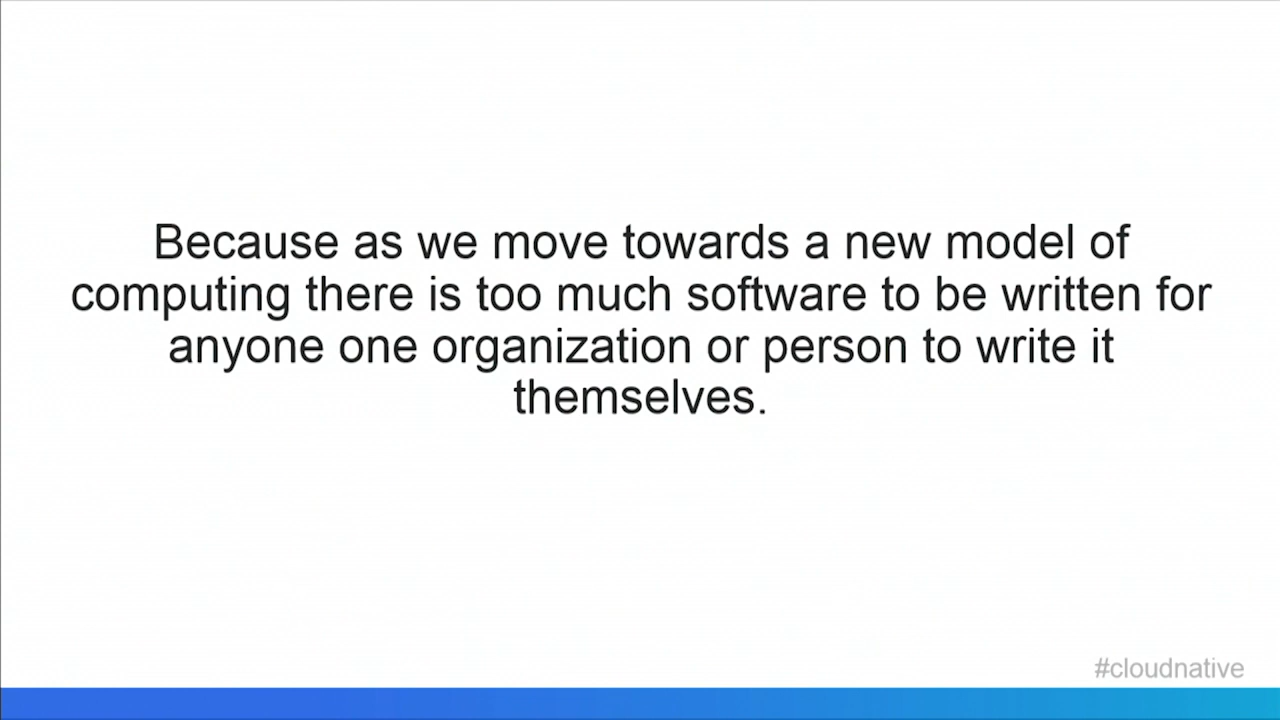 Because as we move towards a new model of
computing there is too much software to be written for
anyone one organization or person to write it
themselves.
#cloudnative